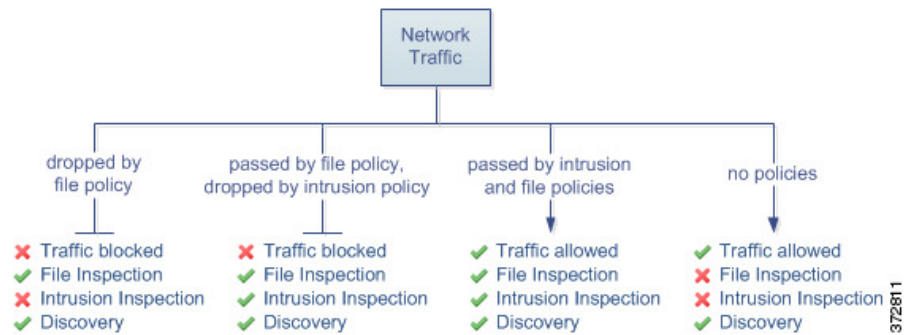 Network
Traffic
dropped by
file policy
passed by file policy,
dropped by intrusion policy
passed by intrusion
and file policies
no policies
Traffic blocked
File Inspection
Intrusion Inspection
Discovery
Traffic blocked
File Inspection
Intrusion Inspection
Discovery
Traffic allowed
File Inspection
Intrusion Inspection
Discovery
Traffic allowed
File Inspection
Intrusion Inspection
Discovery
372811